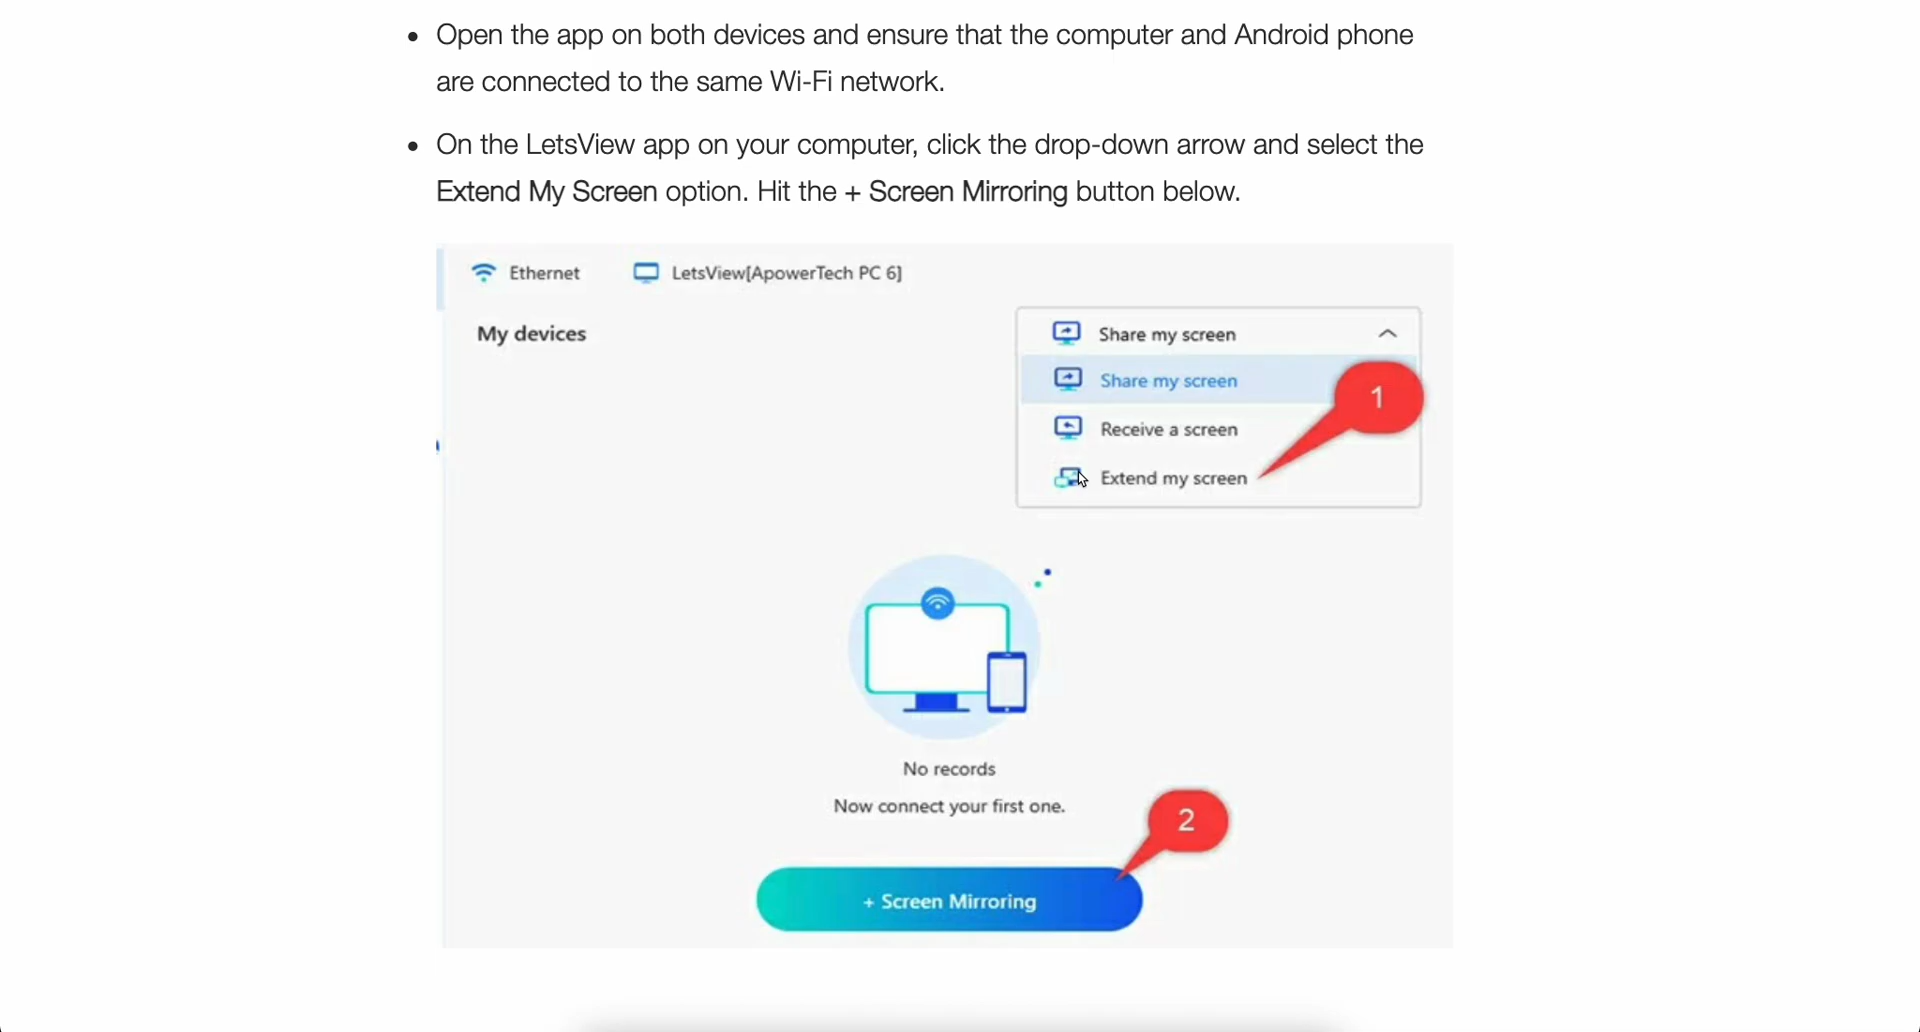 Open the app on both devices and ensure that the computer and Android phone
are connected to the same Wi-Fi network.
On the LetsView app on your computer, click the drop-down arrow and select the
Extend My Screen option. Hit the + Screen Mirroring button below.
Ethernet LetsView[ApowerTech PC 6]
My devices
Share my screen
Share my screen
1
Receive a screen
Extend my screen
No records
Now connect your first one.
2
+ Screen Mirroring